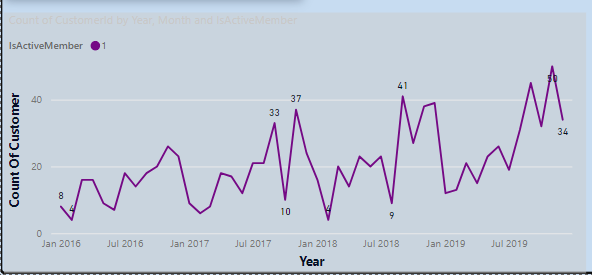 Count of CustomerId by Year, Month and IsActiveMember
IsActiveMember 1
Count Of Customer
40
20
0
8
4
33
10
37
4
41
9
50
34
Jan 2016 Jul 2016 Jan 2017 Jul 2017 Jan 2018 Jul 2018 Jan 2019 Jul 2019
Year